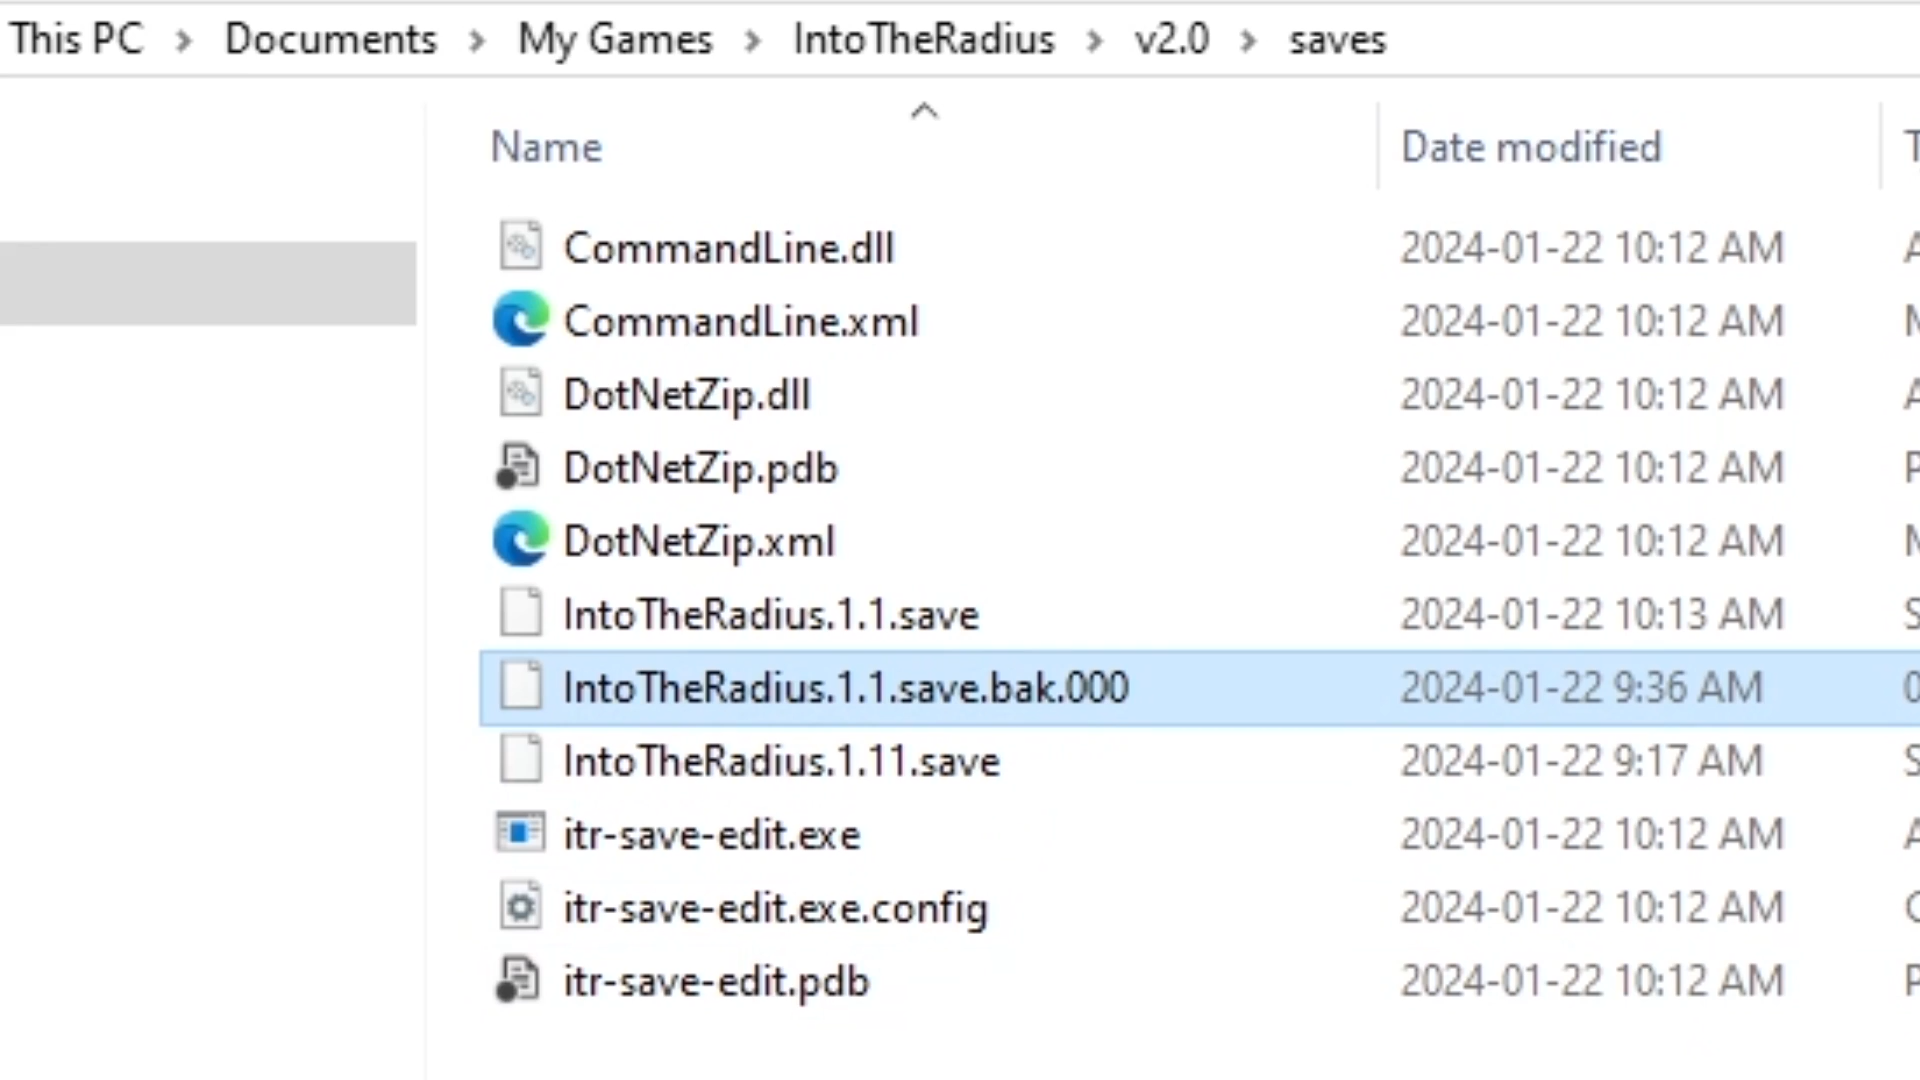 This PC > Documents > My Games > IntoTheRadius > v2.0 > saves
Name Date modified T
CommandLine.dll 2024-01-22 10:12 AM A
CommandLine.xml 2024-01-22 10:12 AM M
DotNetZip.dll 2024-01-22 10:12 AM A
DotNetZip.pdb 2024-01-22 10:12 AM P
DotNetZip.xml 2024-01-22 10:12 AM M
IntoTheRadius.1.1.save 2024-01-22 10:13 AM S
IntoTheRadius.1.1.save.bak.000 2024-01-22 9:36 AM 0
IntoTheRadius.1.11.save 2024-01-22 9:17 AM S
itr-save-edit.exe 2024-01-22 10:12 AM A
itr-save-edit.exe.config 2024-01-22 10:12 AM C
itr-save-edit.pdb 2024-01-22 10:12 AM P